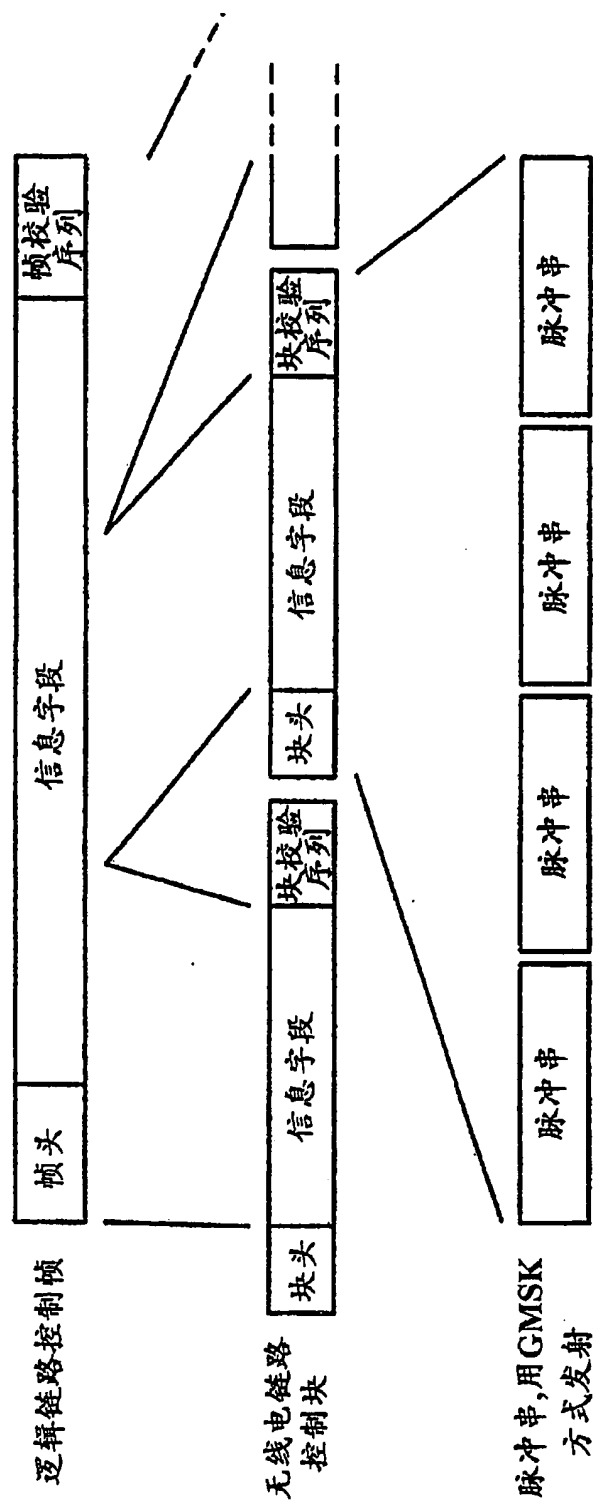 逻辑链路控制帧
帧头
信息字段
帧校验
序列
无线电链路
控制块
块头
信息字段
块校验
序列
块头
信息字段
块校验
序列
脉冲串,用GMSK
方式发射
脉冲串
脉冲串
脉冲串
脉冲串